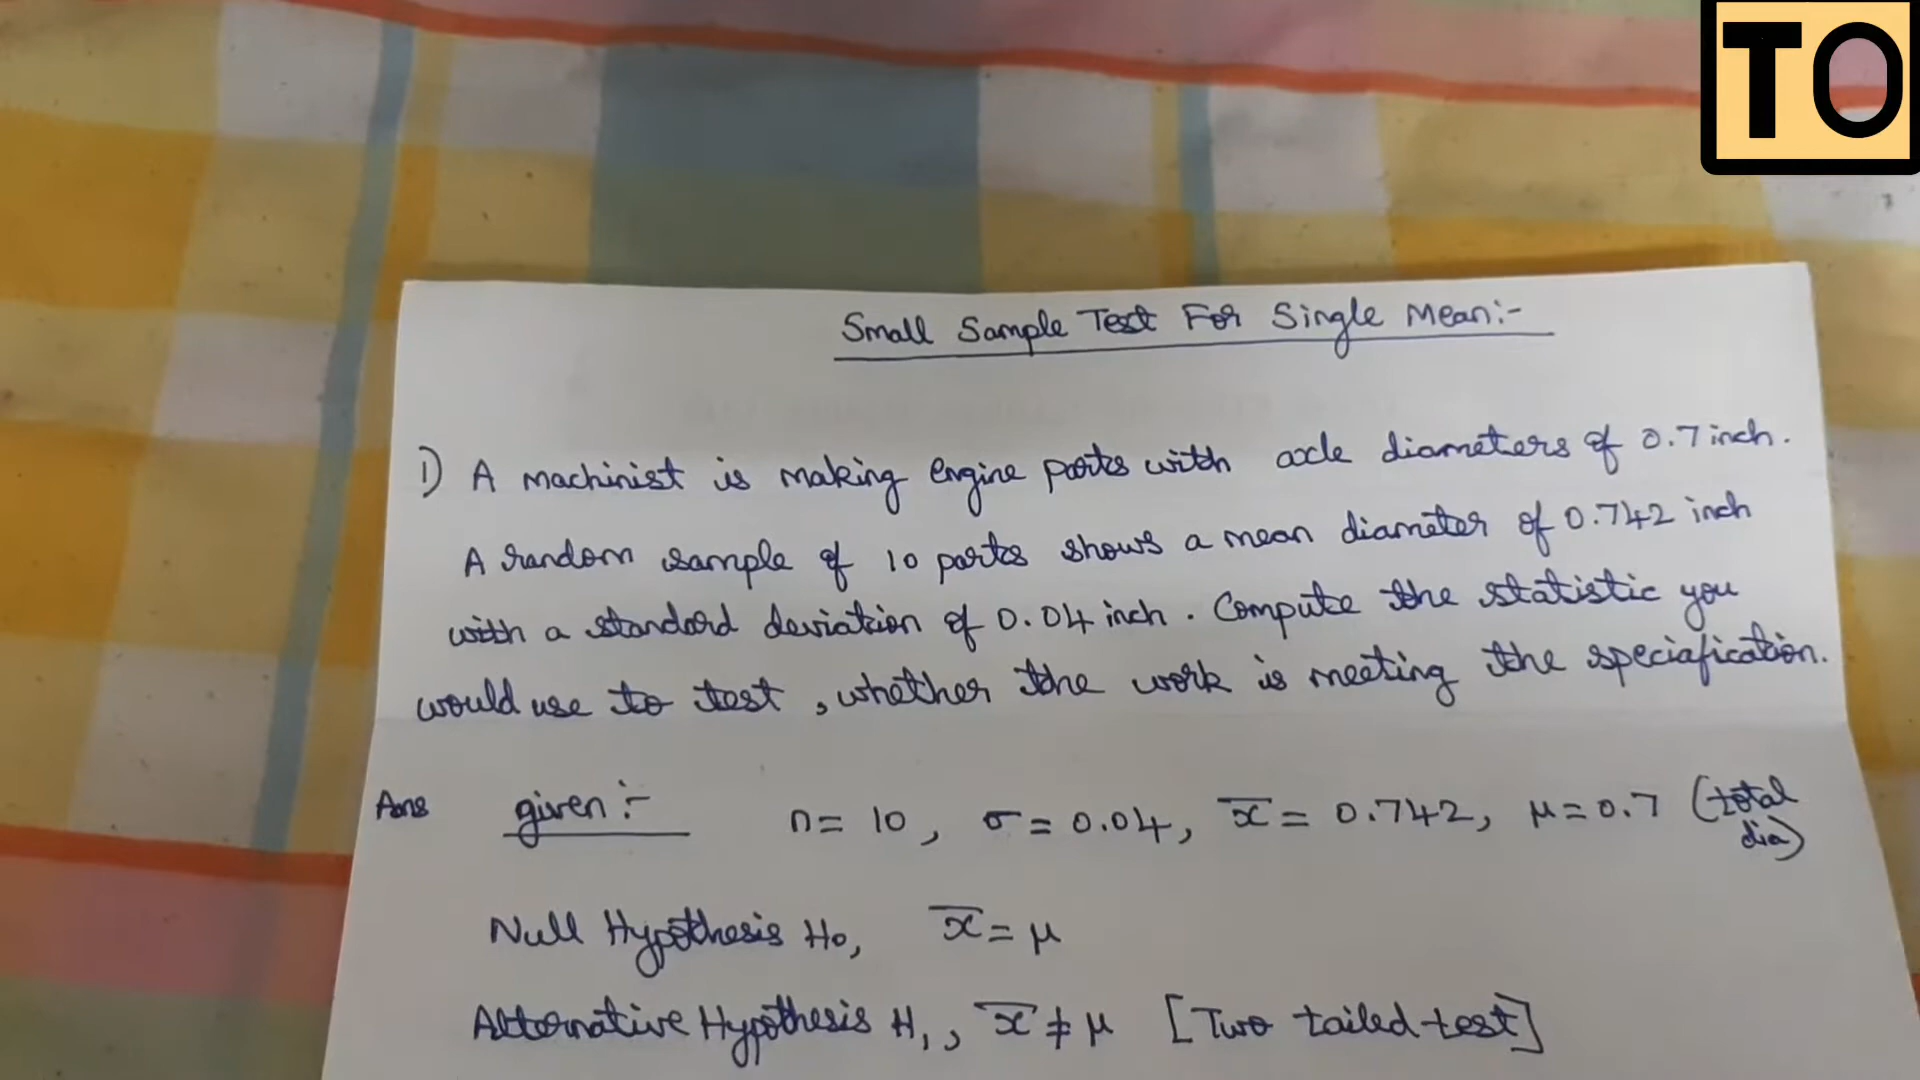 TO
Small Sample Test For Single Mean:-
1) A machinist is making engine parts with axle diameters of 0.7 inch.
A random sample of 10 parts shows a mean diameter of 0.742 inch
with a standard deviation of 0.04 inch. Compute the statistic you
would use to test, whether the work is meeting the speciafication.
Ans given:- n = 10, σ = 0.04, x̄ = 0.742, μ = 0.7 (total
dia)
Null Hypothesis H₀, x̄ = μ
Alternative Hypothesis H₁, x̄ ≠ μ [Two tailed test]